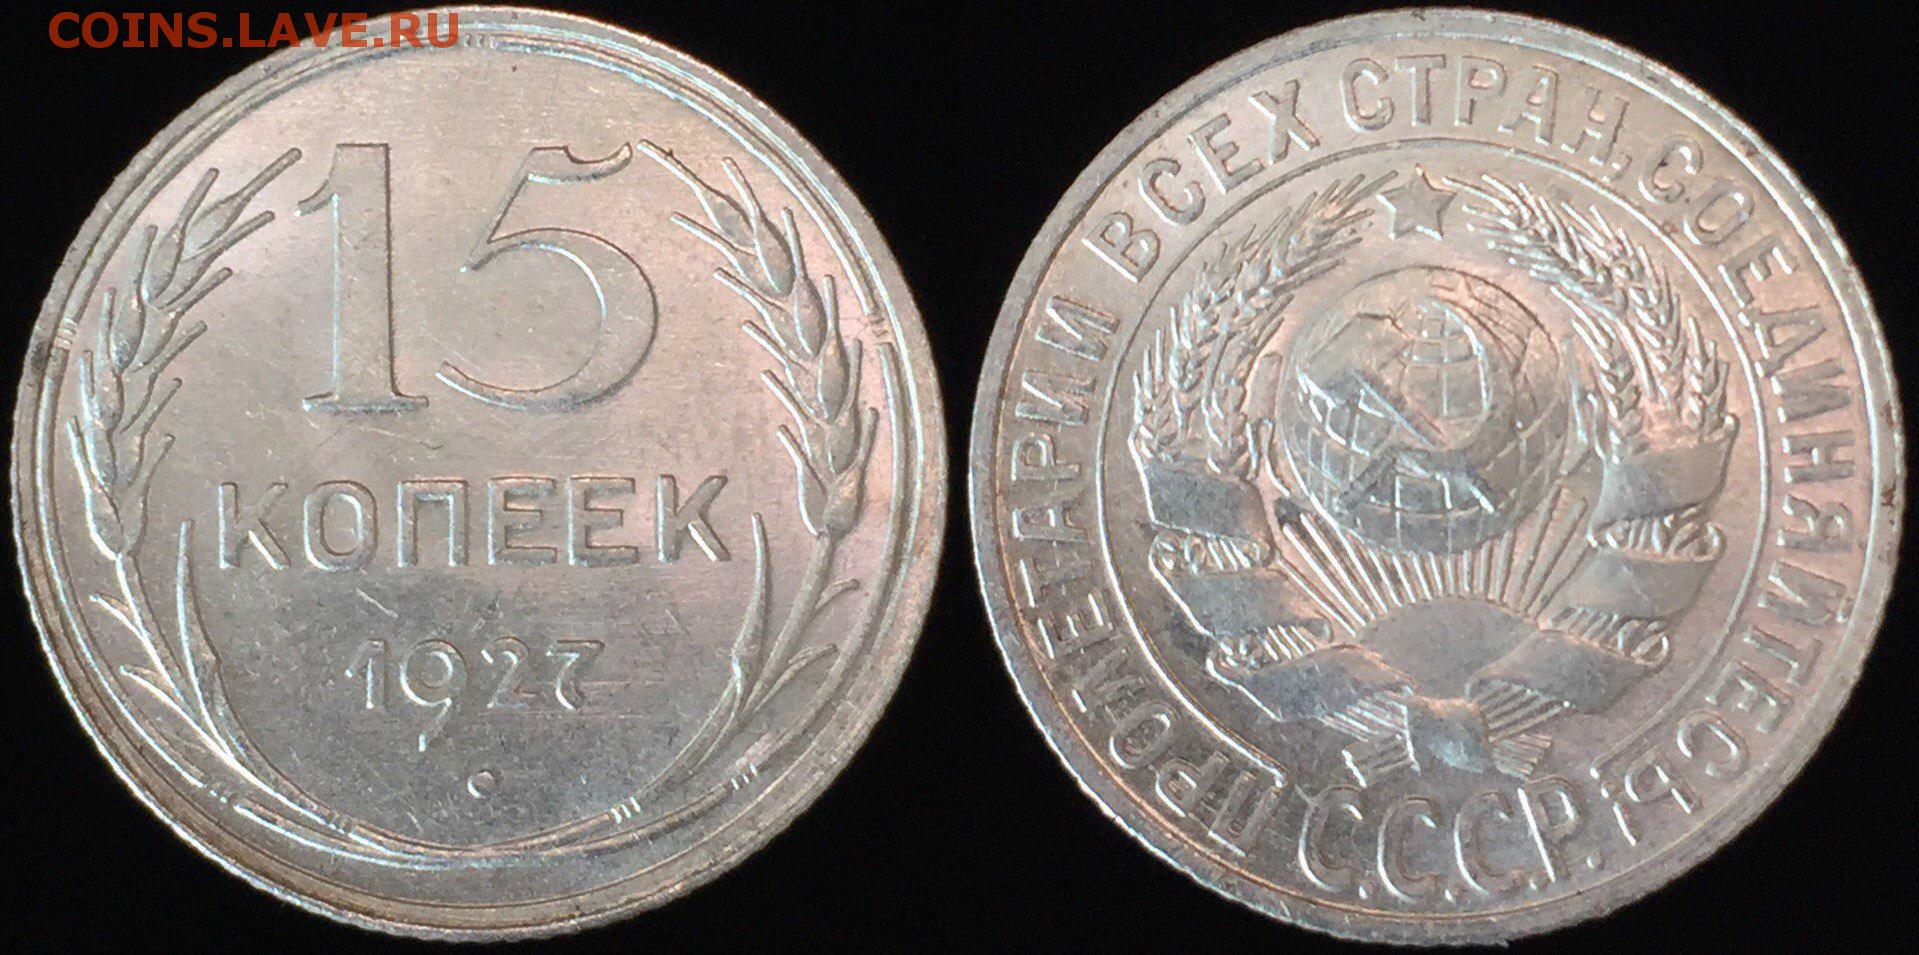 COINS.LAVE.RU
15
КОПЕЕК
1927
ПРОЛЕТАРИИ ВСЕХ СТРАН, СОЕДИНЯЙТЕСЬ!
С.С.С.Р.